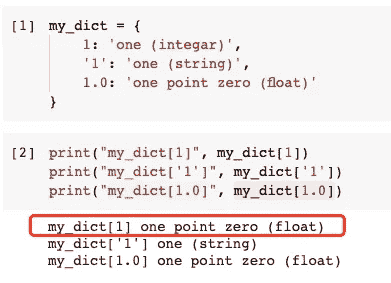 [1] my_dict = {
1: 'one (integar)',
'1': 'one (string)',
1.0: 'one point zero (float)'
}
[2] print("my_dict[1]", my_dict[1])
print("my_dict['1']", my_dict['1'])
print("my_dict[1.0]", my_dict[1.0])
my_dict[1] one point zero (float)
my_dict['1'] one (string)
my_dict[1.0] one point zero (float)